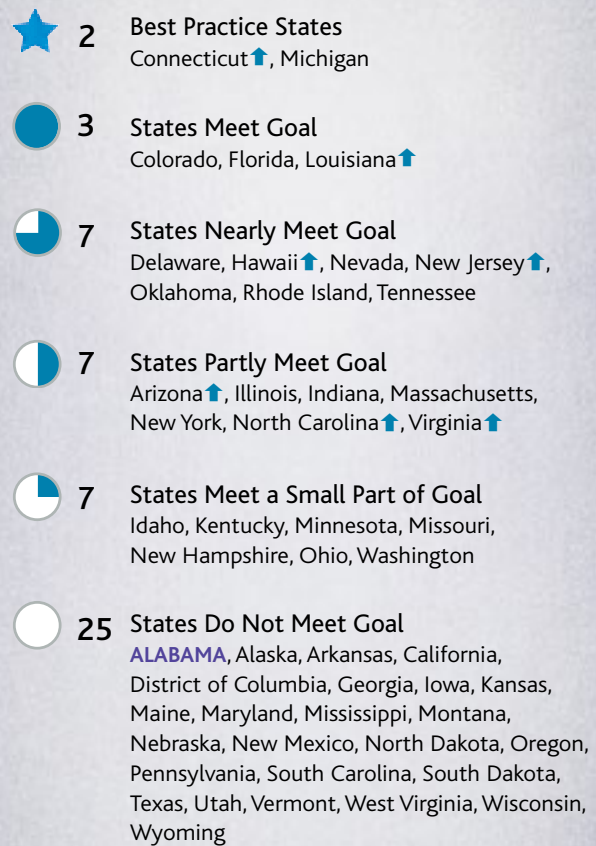 2 Best Practice States
Connecticut⬆, Michigan
3 States Meet Goal
Colorado, Florida, Louisiana⬆
7 States Nearly Meet Goal
Delaware, Hawaii⬆, Nevada, New Jersey⬆,
Oklahoma, Rhode Island, Tennessee
7 States Partly Meet Goal
Arizona⬆, Illinois, Indiana, Massachusetts,
New York, North Carolina⬆, Virginia⬆
7 States Meet a Small Part of Goal
Idaho, Kentucky, Minnesota, Missouri,
New Hampshire, Ohio, Washington
25 States Do Not Meet Goal
ALABAMA, Alaska, Arkansas, California,
District of Columbia, Georgia, Iowa, Kansas,
Maine, Maryland, Mississippi, Montana,
Nebraska, New Mexico, North Dakota, Oregon,
Pennsylvania, South Carolina, South Dakota,
Texas, Utah, Vermont, West Virginia, Wisconsin,
Wyoming